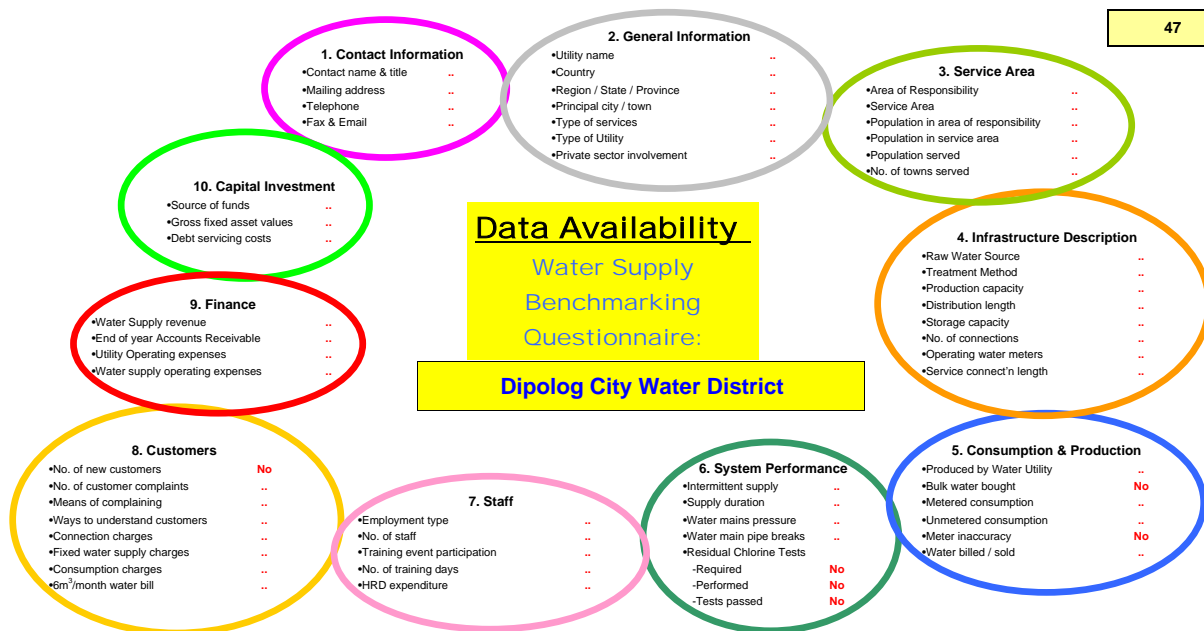 47
1. Contact Information
•Contact name & title ..
•Mailing address ..
•Telephone ..
•Fax & Email ..
2. General Information
•Utility name ..
•Country ..
•Region / State / Province ..
•Principal city / town ..
•Type of services ..
•Type of Utility ..
•Private sector involvement ..
3. Service Area
•Area of Responsibility ..
•Service Area ..
•Population in area of responsibility ..
•Population in service area ..
•Population served ..
•No. of towns served ..
10. Capital Investment
•Source of funds ..
•Gross fixed asset values ..
•Debt servicing costs ..
Data Availability
Water Supply
Benchmarking
Questionnaire:
Dipolog City Water District
4. Infrastructure Description
•Raw Water Source ..
•Treatment Method ..
•Production capacity ..
•Distribution length ..
•Storage capacity ..
•No. of connections ..
•Operating water meters ..
•Service connect'n length ..
9. Finance
•Water Supply revenue ..
•End of year Accounts Receivable ..
•Utility Operating expenses ..
•Water supply operating expenses ..
8. Customers
•No. of new customers No
•No. of customer complaints ..
•Means of complaining ..
•Ways to understand customers ..
•Connection charges ..
•Fixed water supply charges ..
•Consumption charges ..
•6m³/month water bill ..
7. Staff
•Employment type ..
•No. of staff ..
•Training event participation ..
•No. of training days ..
•HRD expenditure ..
6. System Performance
•Intermittent supply ..
•Supply duration ..
•Water mains pressure ..
•Water main pipe breaks ..
•Residual Chlorine Tests
-Required No
-Performed No
-Tests passed No
5. Consumption & Production
•Produced by Water Utility ..
•Bulk water bought No
•Metered consumption ..
•Unmetered consumption ..
•Meter inaccuracy No
•Water billed / sold ..